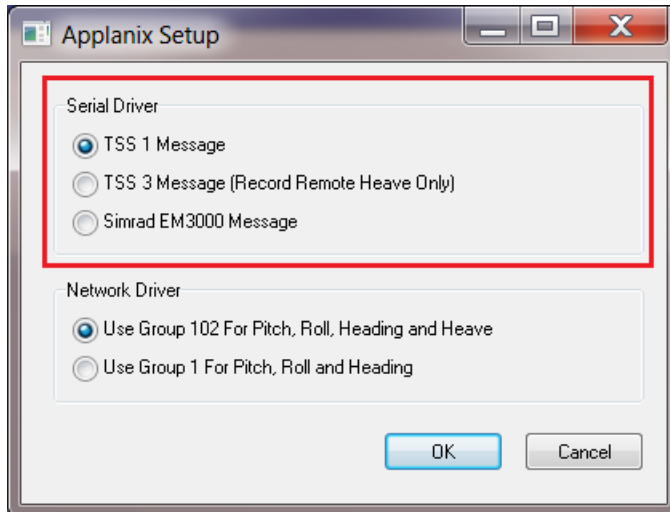 Applanix Setup
Serial Driver
TSS 1 Message
TSS 3 Message (Record Remote Heave Only)
Simrad EM3000 Message
Network Driver
Use Group 102 For Pitch, Roll, Heading and Heave
Use Group 1 For Pitch, Roll and Heading
OK Cancel